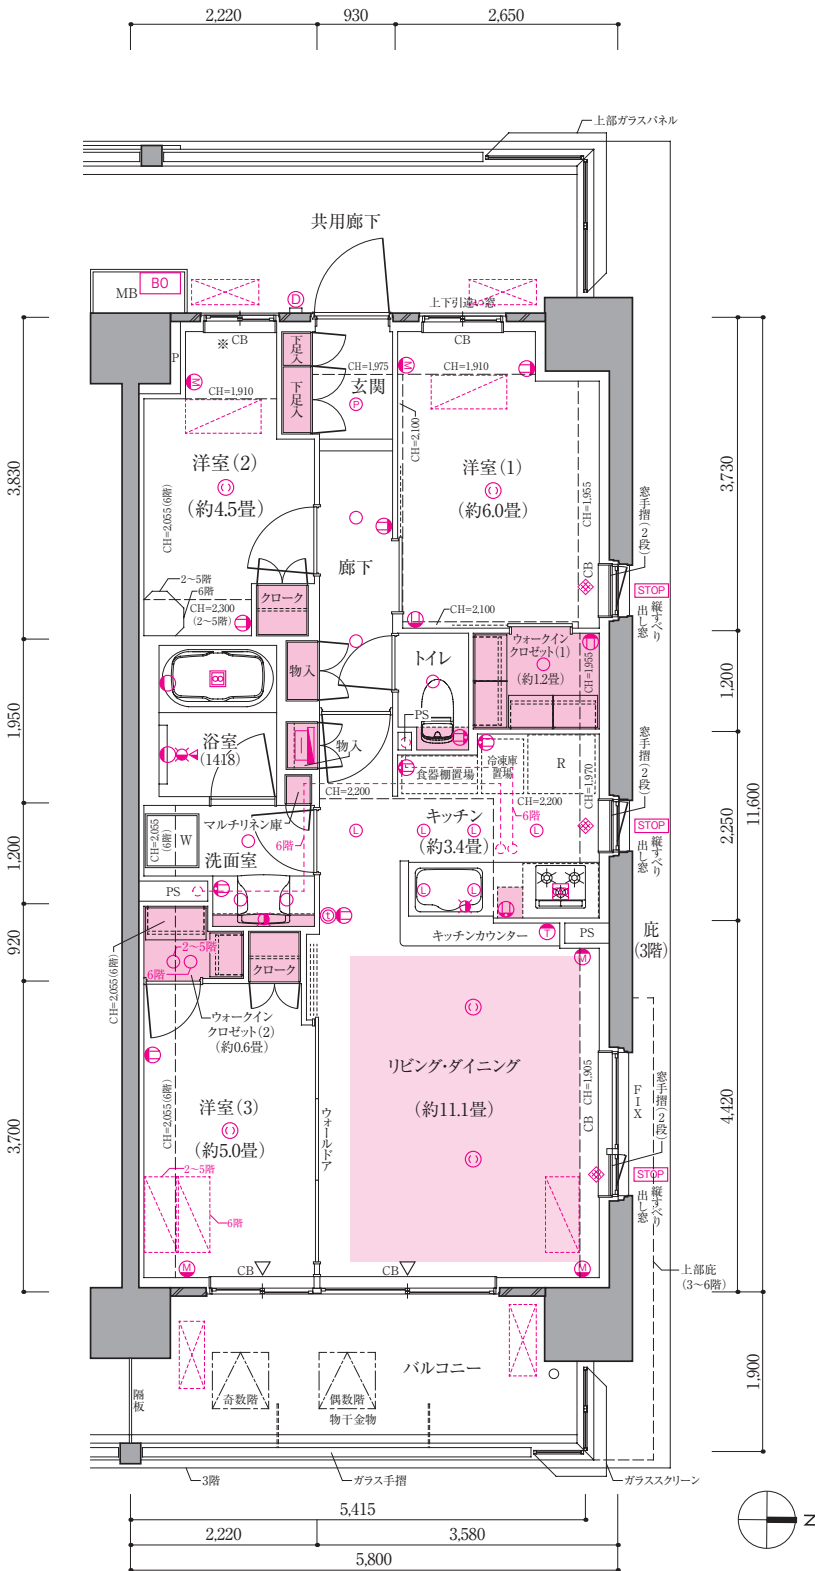 2,220
930
2,650
上部ガラスパネル
共用廊下
MB
BO
D
上下引違い窓
CB
CB
※
P
下足入
下足入
CH=1,975
玄関
P
M
CH=1,910
M
CH=1,910
CH=2,100
洋室(2)
(約4.5畳)
洋室(1)
(約6.0畳)
CH=2,055(6階)
CH=1,955
3,830
3,730
窓手摺(2段)
廊下
CB
STOP
縦すべり
出し窓
2〜5階
6階
CH=2,300
(2〜5階)
クローク
CH=2,100
トイレ
ウォークイン
クロゼット(1)
(約1.2畳)
CH=1,955
1,200
物入
1,950
浴室
(1418)
物入
PS
食器棚置場
冷凍庫
置場
R
CH=1,970
窓手摺(2段)
CH=2,200
CH=2,200
6階
2,250
11,600
マルチリネン庫
6階
キッチン
(約3.4畳)
L
L
L
L
STOP
縦すべり
出し窓
CH=2,055
(6階)
W
洗面室
1,200
PS
L
L
t
キッチンカウンター
T
PS
庇
(3階)
920
2〜5階
6階
クローク
CH=2,055(6階)
M
ウォークイン
クロゼット(2)
(約0.6畳)
リビング・ダイニング
(約11.1畳)
CH=1,905
CB
FIX
窓手摺(2段)
洋室(3)
(約5.0畳)
CH=2,055(6階)
ウォールドア
3,700
4,420
2〜5階
6階
STOP
縦すべり
出し窓
M
CB
CB
M
上部庇
(3〜6階)
バルコニー
1,900
隔板
奇数階
偶数階
物干金物
3階
ガラス手摺
ガラススクリーン
5,415
2,220
3,580
5,800
N